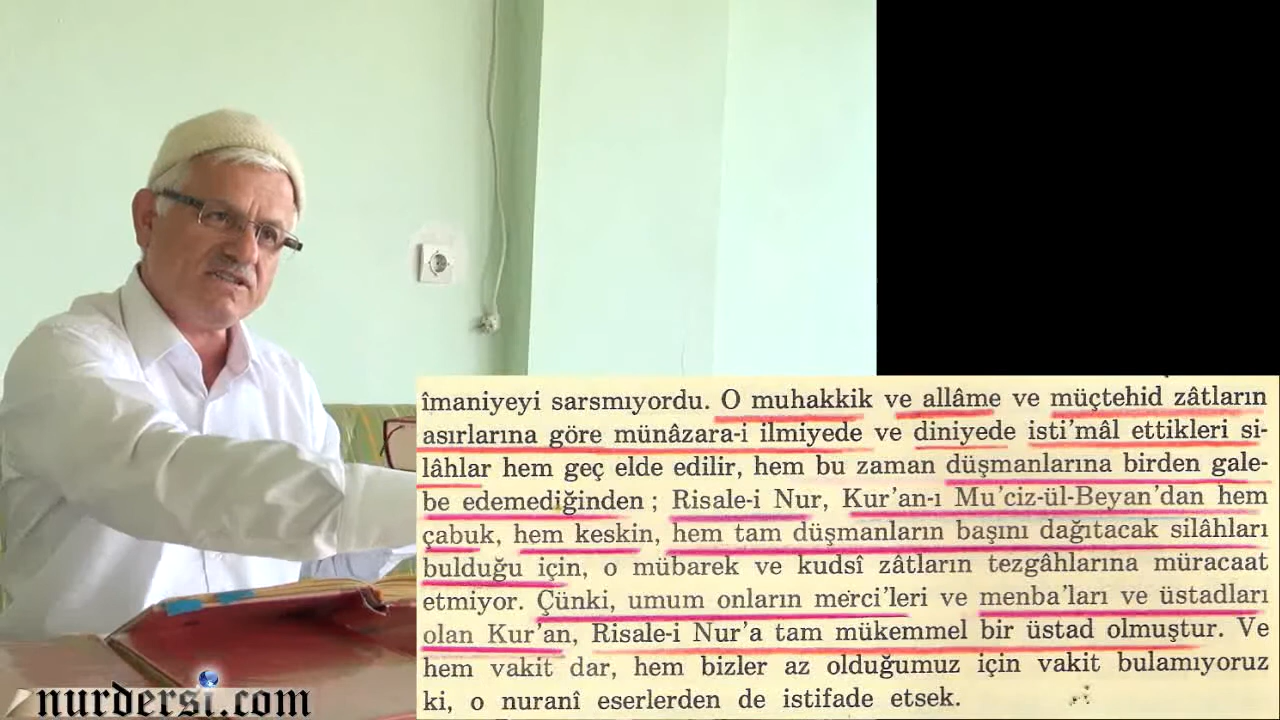 îmaniyeyi sarsmıyordu. O muhakkik ve allâme ve müçtehid zâtların
asırlarına göre münâzara-i ilmiyede ve diniyede isti'mâl ettikleri si-
lâhlar hem geç elde edilir, hem bu zaman düşmanlarına birden gale-
be edemediğinden ; Risale-i Nur, Kur'an-ı Mu'ciz-ül-Beyan'dan hem
çabuk, hem keskin, hem tam düşmanların başını dağıtacak silâhları
bulduğu için, o mübarek ve kudsî zâtların tezgâhlarına müracaat
etmiyor. Çünki, umum onların merci'leri ve menba'ları ve üstadları
olan Kur'an, Risale-i Nur'a tam mükemmel bir üstad olmuştur. Ve
hem vakit dar, hem bizler az olduğumuz için vakit bulamıyoruz
ki, o nuranî eserlerden de istifade etsek.
nurdersi.com